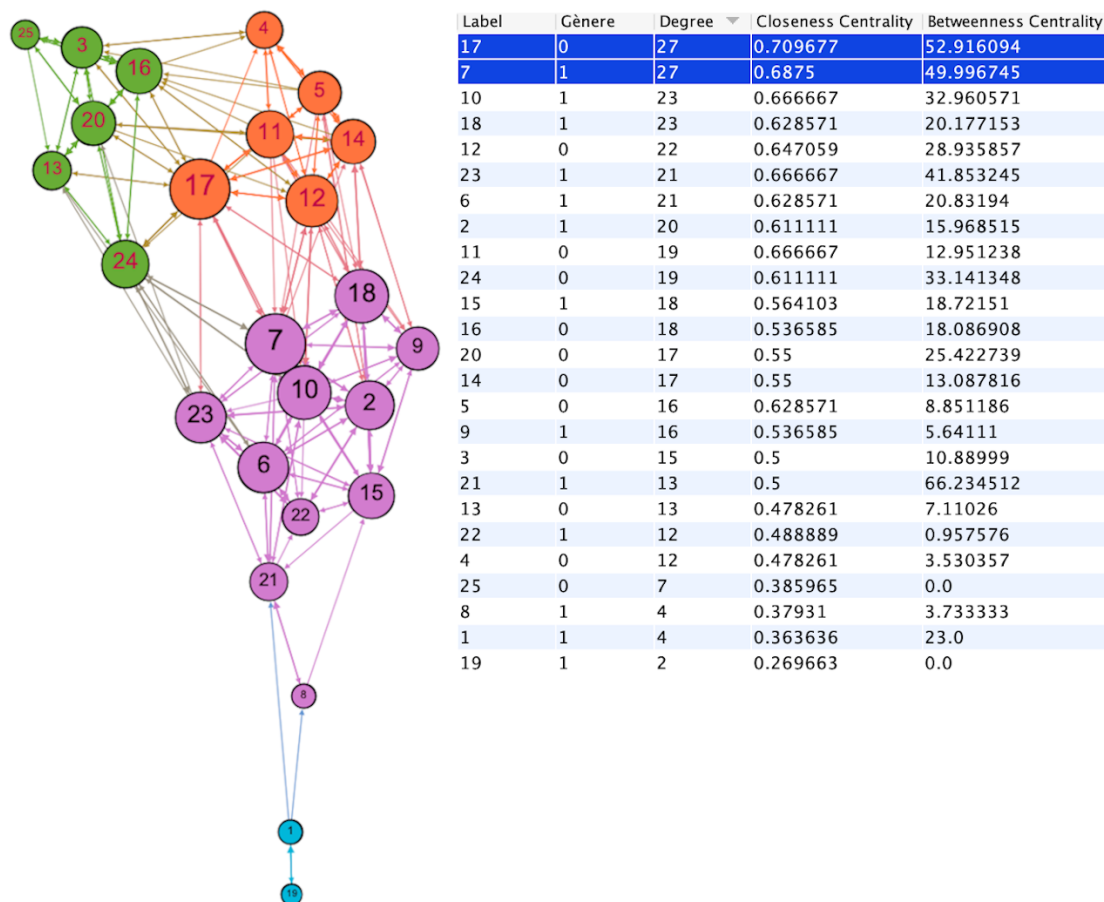 25
3
16
4
5
20
11
14
13
17
12
24
18
7
9
10
2
23
6
15
22
21
8
1
19
Label Gènere Degree Closeness Centrality Betweenness Centrality
17 0 27 0.709677 52.916094
7 1 27 0.6875 49.996745
10 1 23 0.666667 32.960571
18 1 23 0.628571 20.177153
12 0 22 0.647059 28.935857
23 1 21 0.666667 41.853245
6 1 21 0.628571 20.83194
2 1 20 0.611111 15.968515
11 0 19 0.666667 12.951238
24 0 19 0.611111 33.141348
15 1 18 0.564103 18.72151
16 0 18 0.536585 18.086908
20 0 17 0.55 25.422739
14 0 17 0.55 13.087816
5 0 16 0.628571 8.851186
9 1 16 0.536585 5.64111
3 0 15 0.5 10.88999
21 1 13 0.5 66.234512
13 0 13 0.478261 7.11026
22 1 12 0.488889 0.957576
4 0 12 0.478261 3.530357
25 0 7 0.385965 0.0
8 1 4 0.37931 3.733333
1 1 4 0.363636 23.0
19 1 2 0.269663 0.0